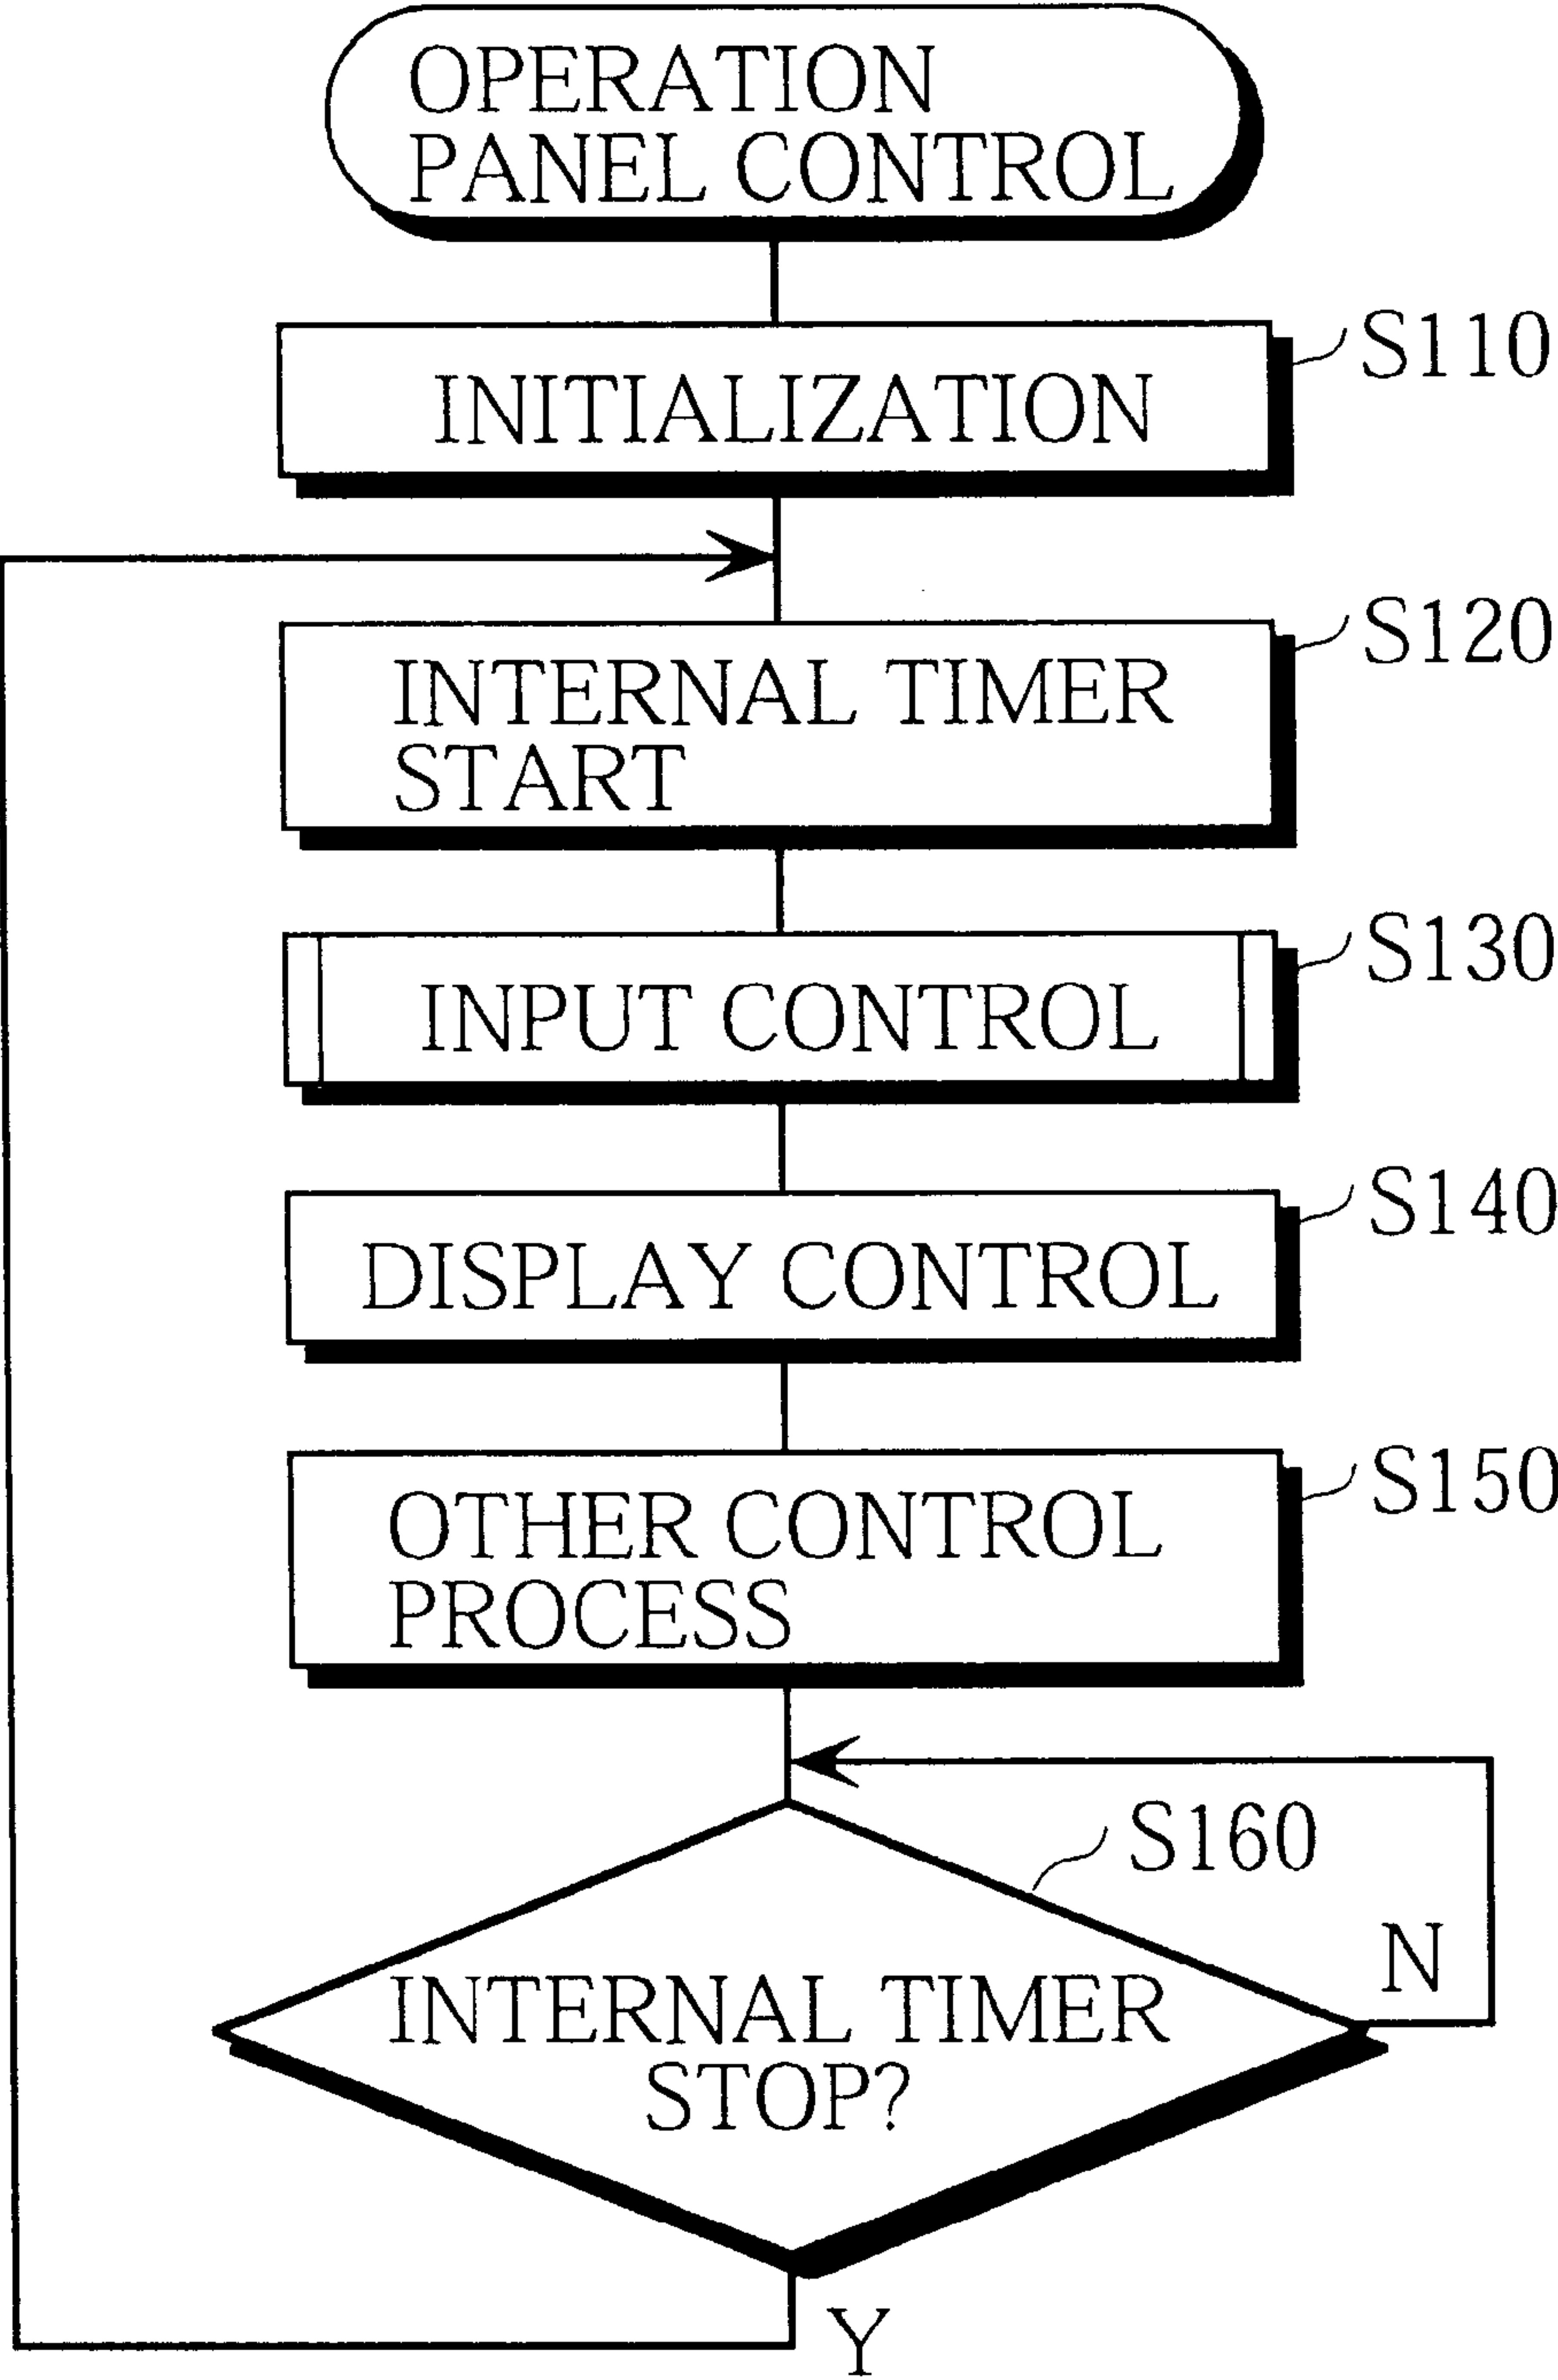 OPERATION
PANEL CONTROL
S110
INITIALIZATION
S120
INTERNAL TIMER
START
S130
INPUT CONTROL
S140
DISPLAY CONTROL
S150
OTHER CONTROL
PROCESS
S160
N
INTERNAL TIMER
STOP?
Y